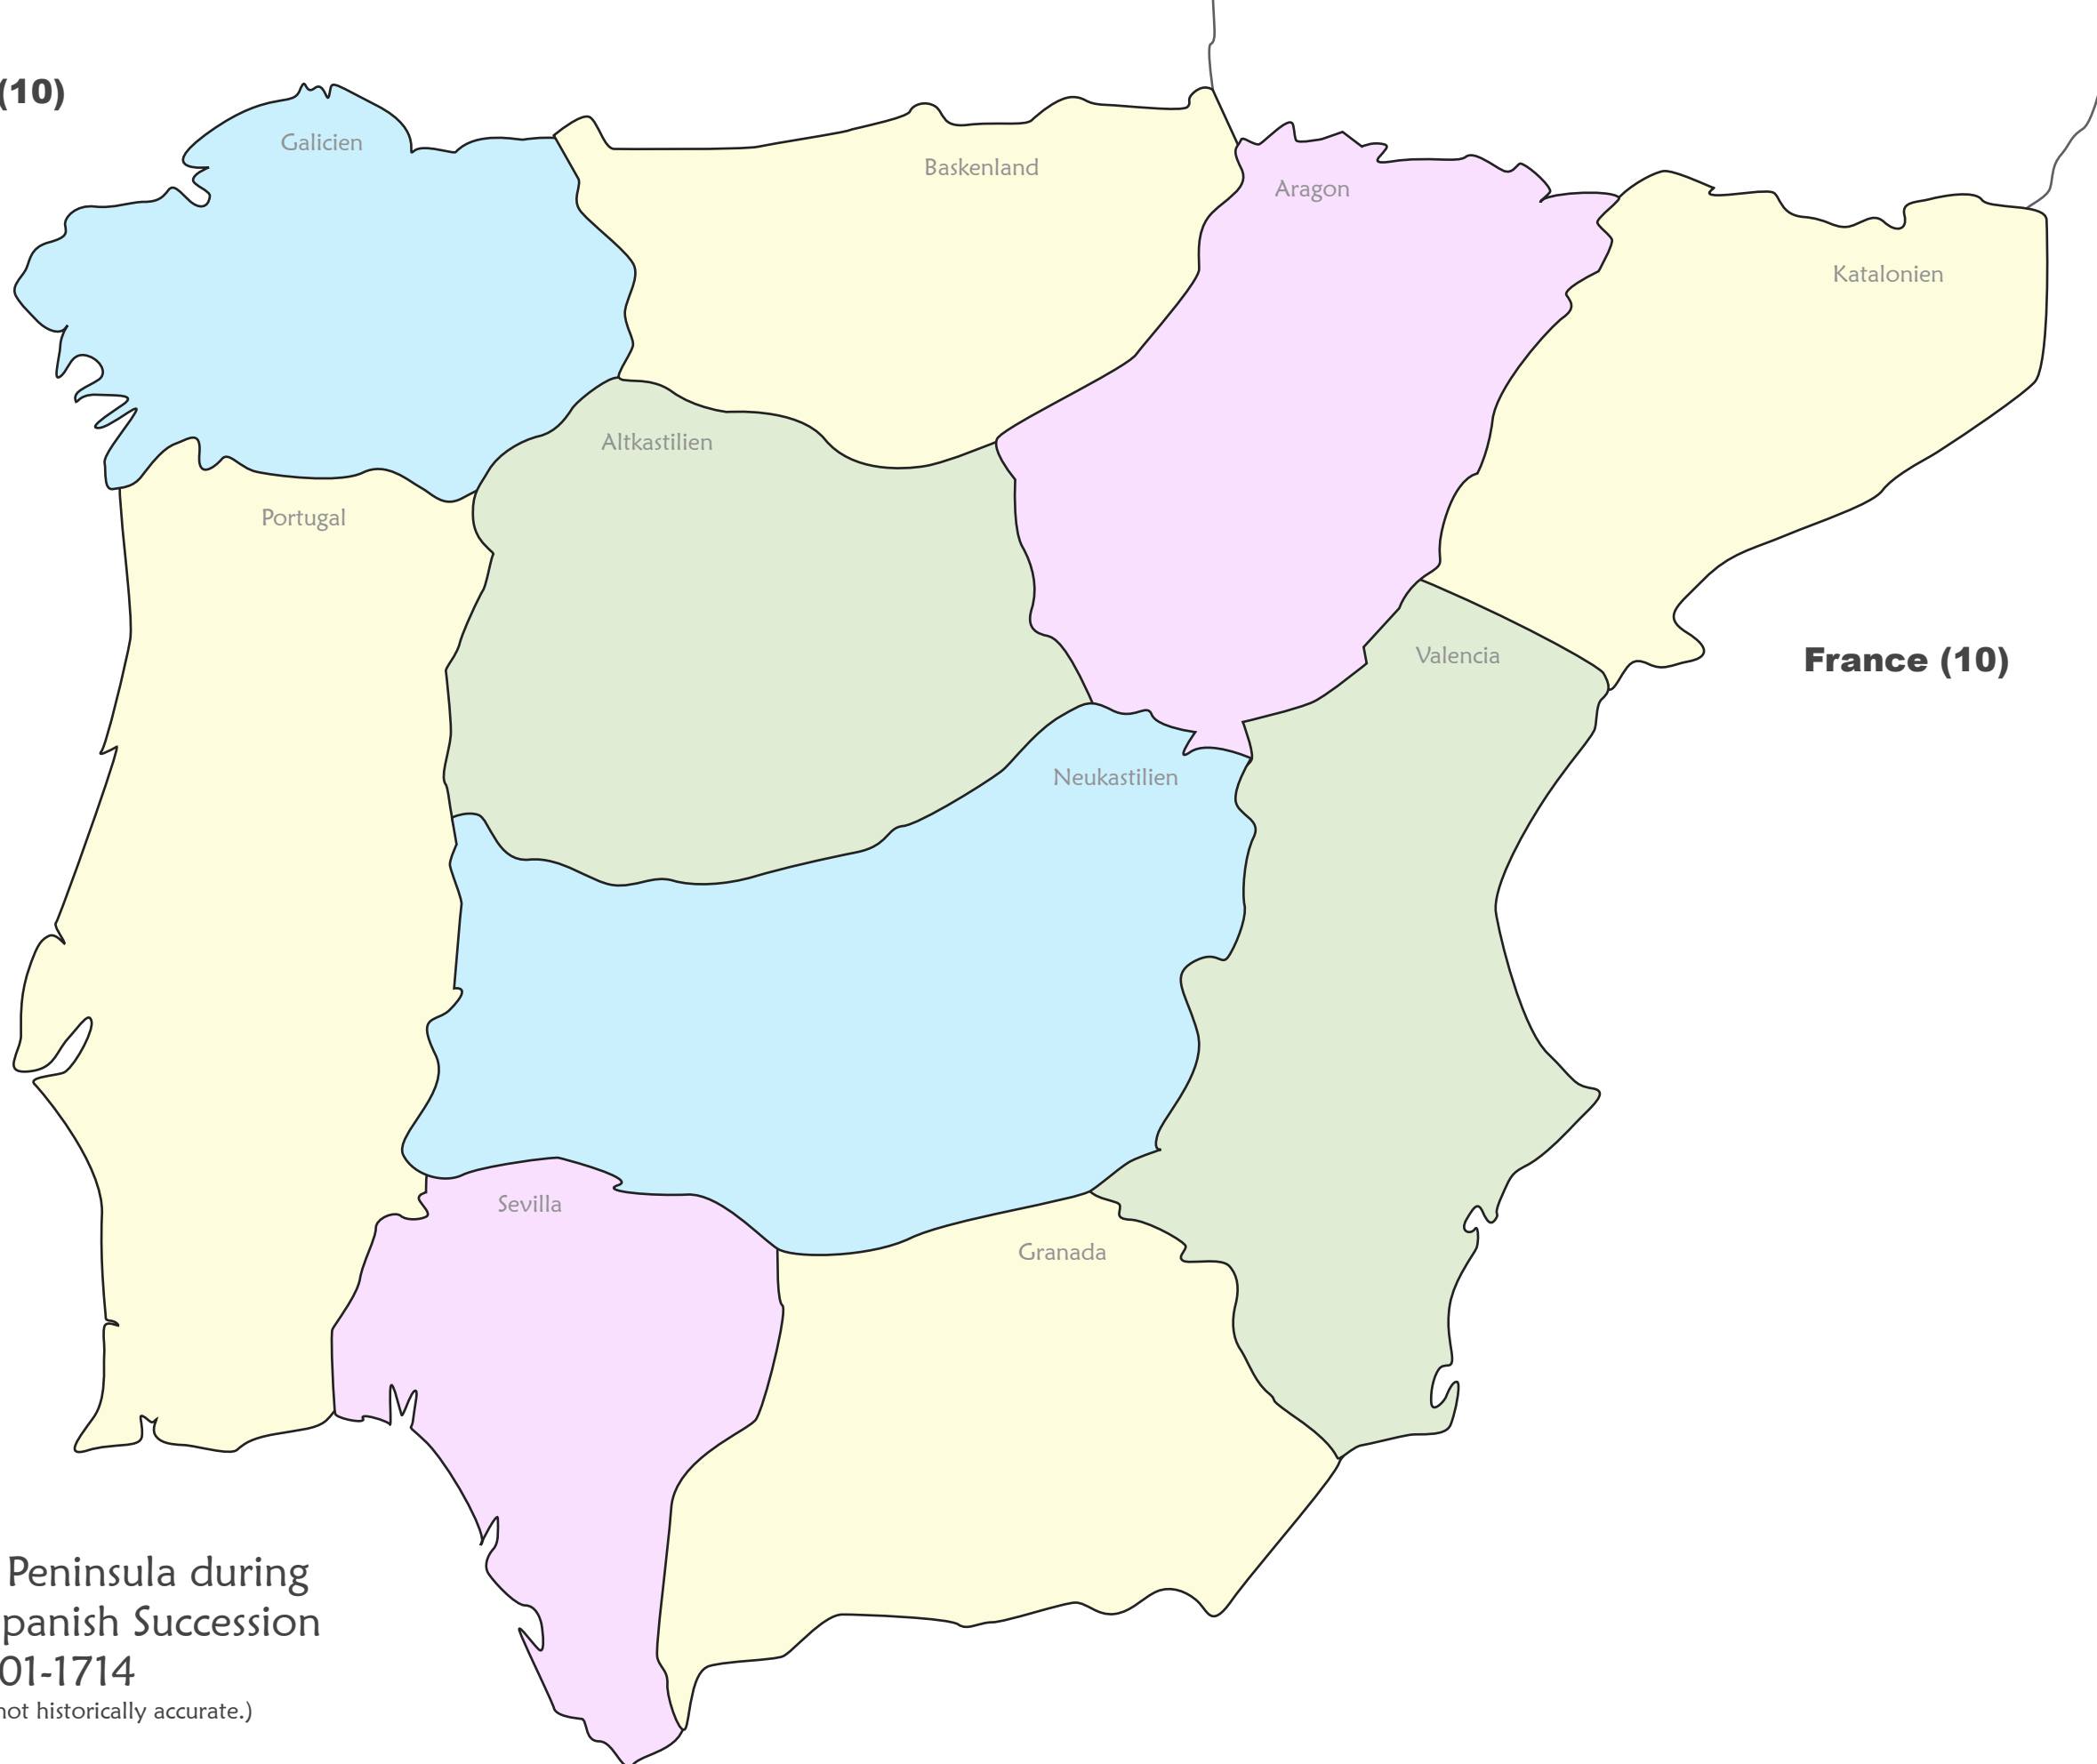 (10)
Galicien
Baskenland
Aragon
Katalonien
Altkastilien
Portugal
Valencia
France (10)
Neukastilien
Sevilla
Granada
Peninsula during
panish Succession
01-1714
not historically accurate.)